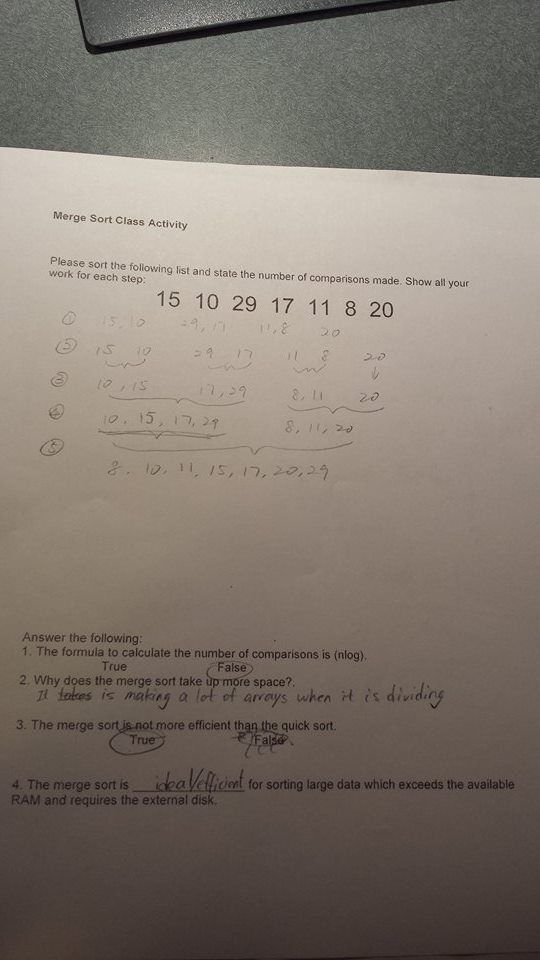 Merge Sort Class Activity
Please sort the following list and state the number of comparisons made. Show all your
work for each step:
15 10 29 17 11 8 20
① 15, 10 29, 17 11, 8 20
② 15 10 29 17 11 8 20
③ 10, 15 17, 29 8, 11 20
④ 10, 15, 17, 29 8, 11, 20
⑤
8, 10, 11, 15, 17, 20, 29
Answer the following:
1. The formula to calculate the number of comparisons is (nlog).
True False
2. Why does the merge sort take up more space?.
It takes is making a lot of arrays when it is dividing
3. The merge sort is not more efficient than the quick sort.
True False
4. The merge sort is ideal/efficient for sorting large data which exceeds the available
RAM and requires the external disk.